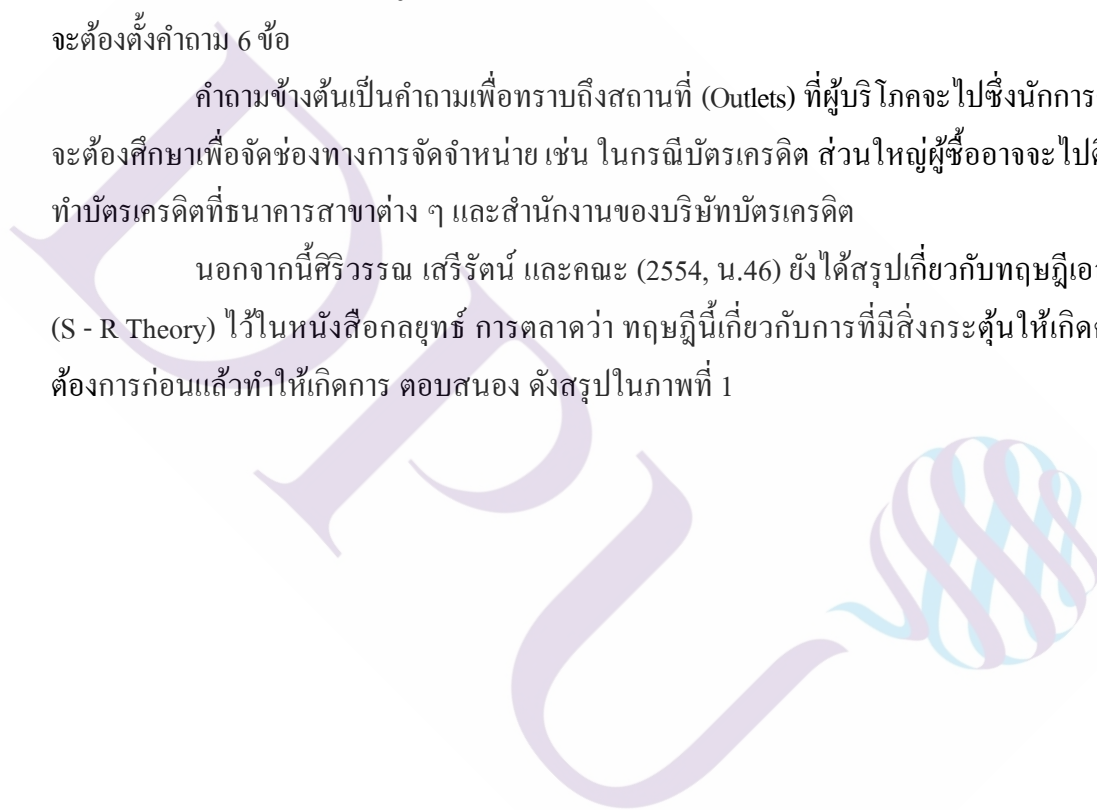 จะต้องตั้งคำถาม 6 ข้อ
คำถามข้างต้นเป็นคำถามเพื่อทราบถึงสถานที่ (Outlets) ที่ผู้บริโภคจะไปซึ่งนักการ
จะต้องศึกษาเพื่อจัดช่องทางการจัดจำหน่าย เช่น ในกรณีบัตรเครดิต ส่วนใหญ่ผู้ซื้ออาจจะไป
ทำบัตรเครดิตที่ธนาคารสาขาต่าง ๆ และสำนักงานของบริษัทบัตรเครดิต
นอกจากนี้ศิริวรรณ เสรีรัตน์ และคณะ (2554, น.46) ยังได้สรุปเกี่ยวกับทฤษฎี
(S - R Theory) ไว้ในหนังสือกลยุทธ์ การตลาดว่า ทฤษฎีนี้เกี่ยวกับการที่มีสิ่งกระตุ้นให้เกิด
ต้องการก่อนแล้วทำให้เกิดการ ตอบสนอง ดังสรุปในภาพที่ 1
DPU